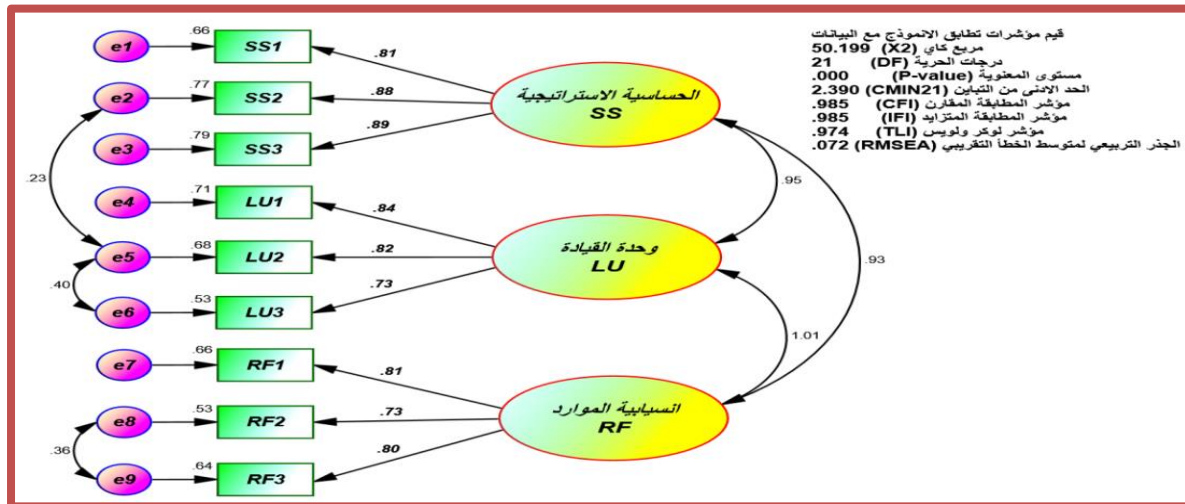 قيم مؤشرات تطابق الانموذج مع البيانات
مربع كاي (X2) 50.199
درجات الحرية (DF) 21
مستوى المعنوية (P-value) .000
الحد الادنى من التباين (CMIN21) 2.390
مؤشر المطابقة المقارن (CFI) .985
مؤشر المطابقة المتزايد (IFI) .985
مؤشر لوكر ولويس (TLI) .974
الجذر التربيعي لمتوسط الخطأ التقريبي (RMSEA) .072
e1
.66
SS1
.81
e2
.77
SS2
.88
e3
.79
SS3
.89
الحساسية الاستراتيجية
SS
.23
e4
.71
LU1
.84
e5
.68
LU2
.82
e6
.53
LU3
.73
.40
وحدة القيادة
LU
.95
.93
1.01
e7
.66
RF1
.81
e8
.53
RF2
.73
e9
.64
RF3
.80
.36
انسيابية الموارد
RF